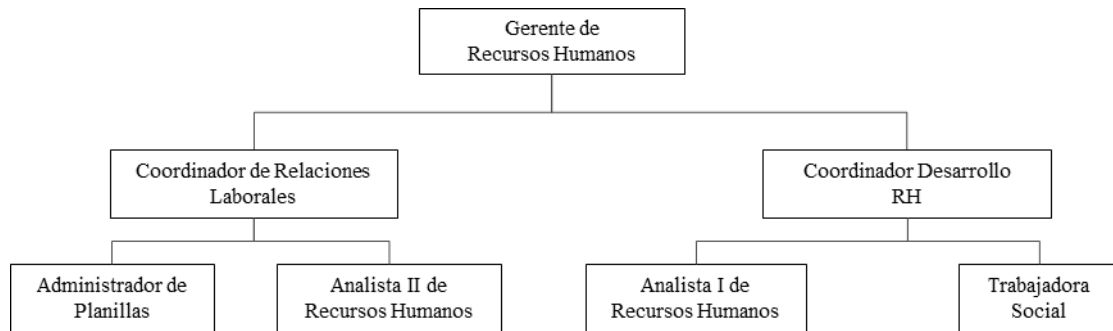 Gerente de
Recursos Humanos
Coordinador de Relaciones
Laborales
Coordinador Desarrollo
RH
Administrador de
Planillas
Analista II de
Recursos Humanos
Analista I de
Recursos Humanos
Trabajadora
Social